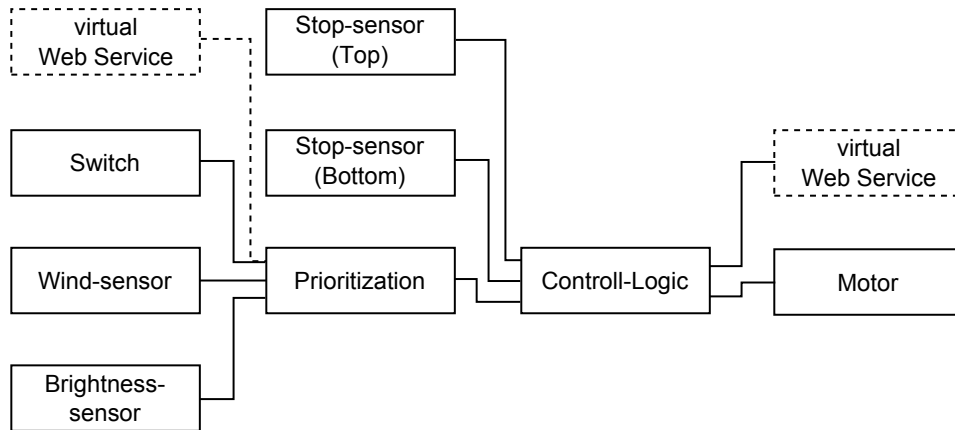 virtual
Web Service
Stop-sensor
(Top)
Switch
Stop-sensor
(Bottom)
virtual
Web Service
Wind-sensor
Prioritization
Controll-Logic
Motor
Brightness-
sensor